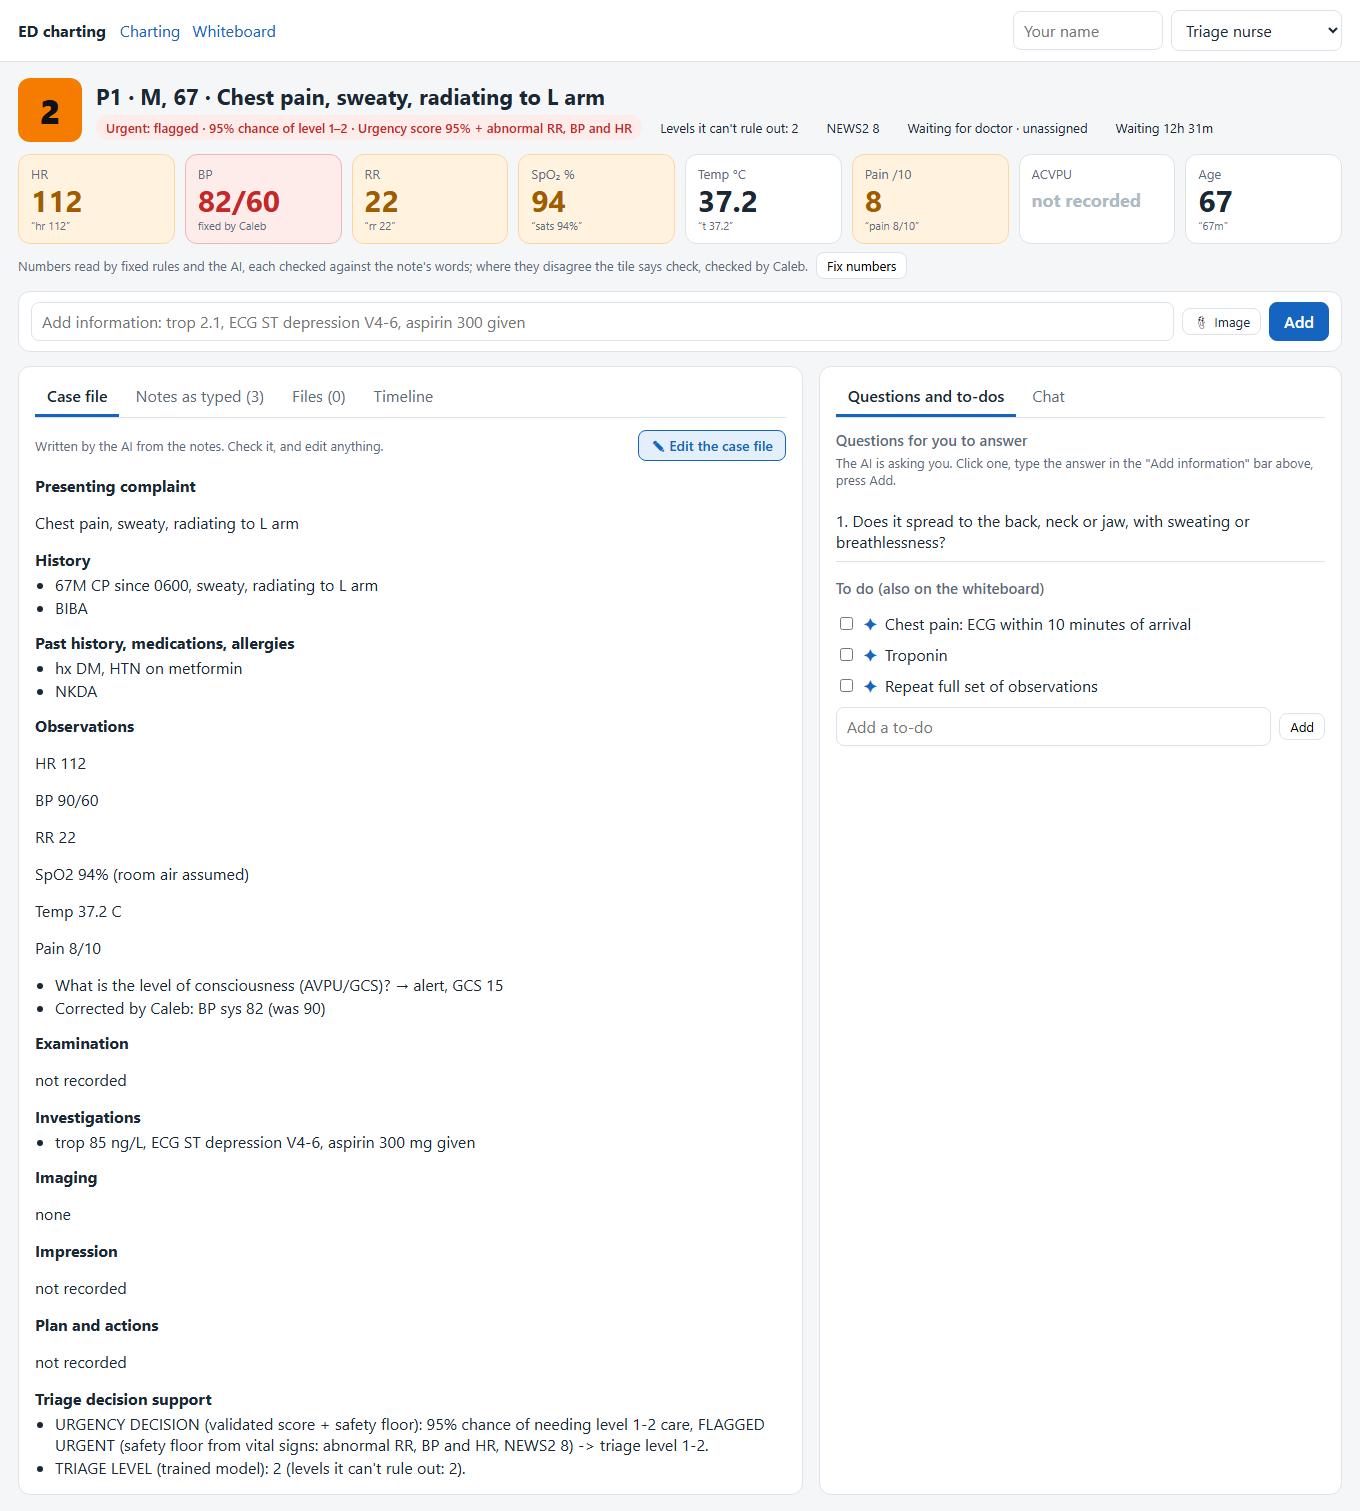 ED charting
Charting
Whiteboard
Your name
Triage nurse
2
P1 · M, 67 · Chest pain, sweaty, radiating to L arm
Urgent: flagged · 95% chance of level 1–2 · Urgency score 95% + abnormal RR, BP and HR
Levels it can't rule out: 2
NEWS2 8
Waiting for doctor · unassigned
Waiting 12h 31m
HR
112
“hr 112”
BP
82/60
fixed by Caleb
RR
22
“rr 22”
SpO₂ %
94
“sats 94%”
Temp °C
37.2
“t 37.2”
Pain /10
8
“pain 8/10”
ACVPU
not recorded
Age
67
“67m”
Numbers read by fixed rules and the AI, each checked against the note's words; where they disagree the tile says check, checked by Caleb.
Fix numbers
Add information: trop 2.1, ECG ST depression V4-6, aspirin 300 given
Image
Add
Case file
Notes as typed (3)
Files (0)
Timeline
Written by the AI from the notes. Check it, and edit anything.
Edit the case file
Presenting complaint
Chest pain, sweaty, radiating to L arm
History
• 67M CP since 0600, sweaty, radiating to L arm
• BIBA
Past history, medications, allergies
• hx DM, HTN on metformin
• NKDA
Observations
HR 112
BP 90/60
RR 22
SpO2 94% (room air assumed)
Temp 37.2 C
Pain 8/10
• What is the level of consciousness (AVPU/GCS)? → alert, GCS 15
• Corrected by Caleb: BP sys 82 (was 90)
Examination
not recorded
Investigations
• trop 85 ng/L, ECG ST depression V4-6, aspirin 300 mg given
Imaging
none
Impression
not recorded
Plan and actions
not recorded
Triage decision support
• URGENCY DECISION (validated score + safety floor): 95% chance of needing level 1-2 care, FLAGGED
URGENT (safety floor from vital signs: abnormal RR, BP and HR, NEWS2 8) -> triage level 1-2.
• TRIAGE LEVEL (trained model): 2 (levels it can't rule out: 2).
Questions and to-dos
Chat
Questions for you to answer
The AI is asking you. Click one, type the answer in the "Add information" bar above,
press Add.
1. Does it spread to the back, neck or jaw, with sweating or
breathlessness?
To do (also on the whiteboard)
Chest pain: ECG within 10 minutes of arrival
Troponin
Repeat full set of observations
Add a to-do
Add